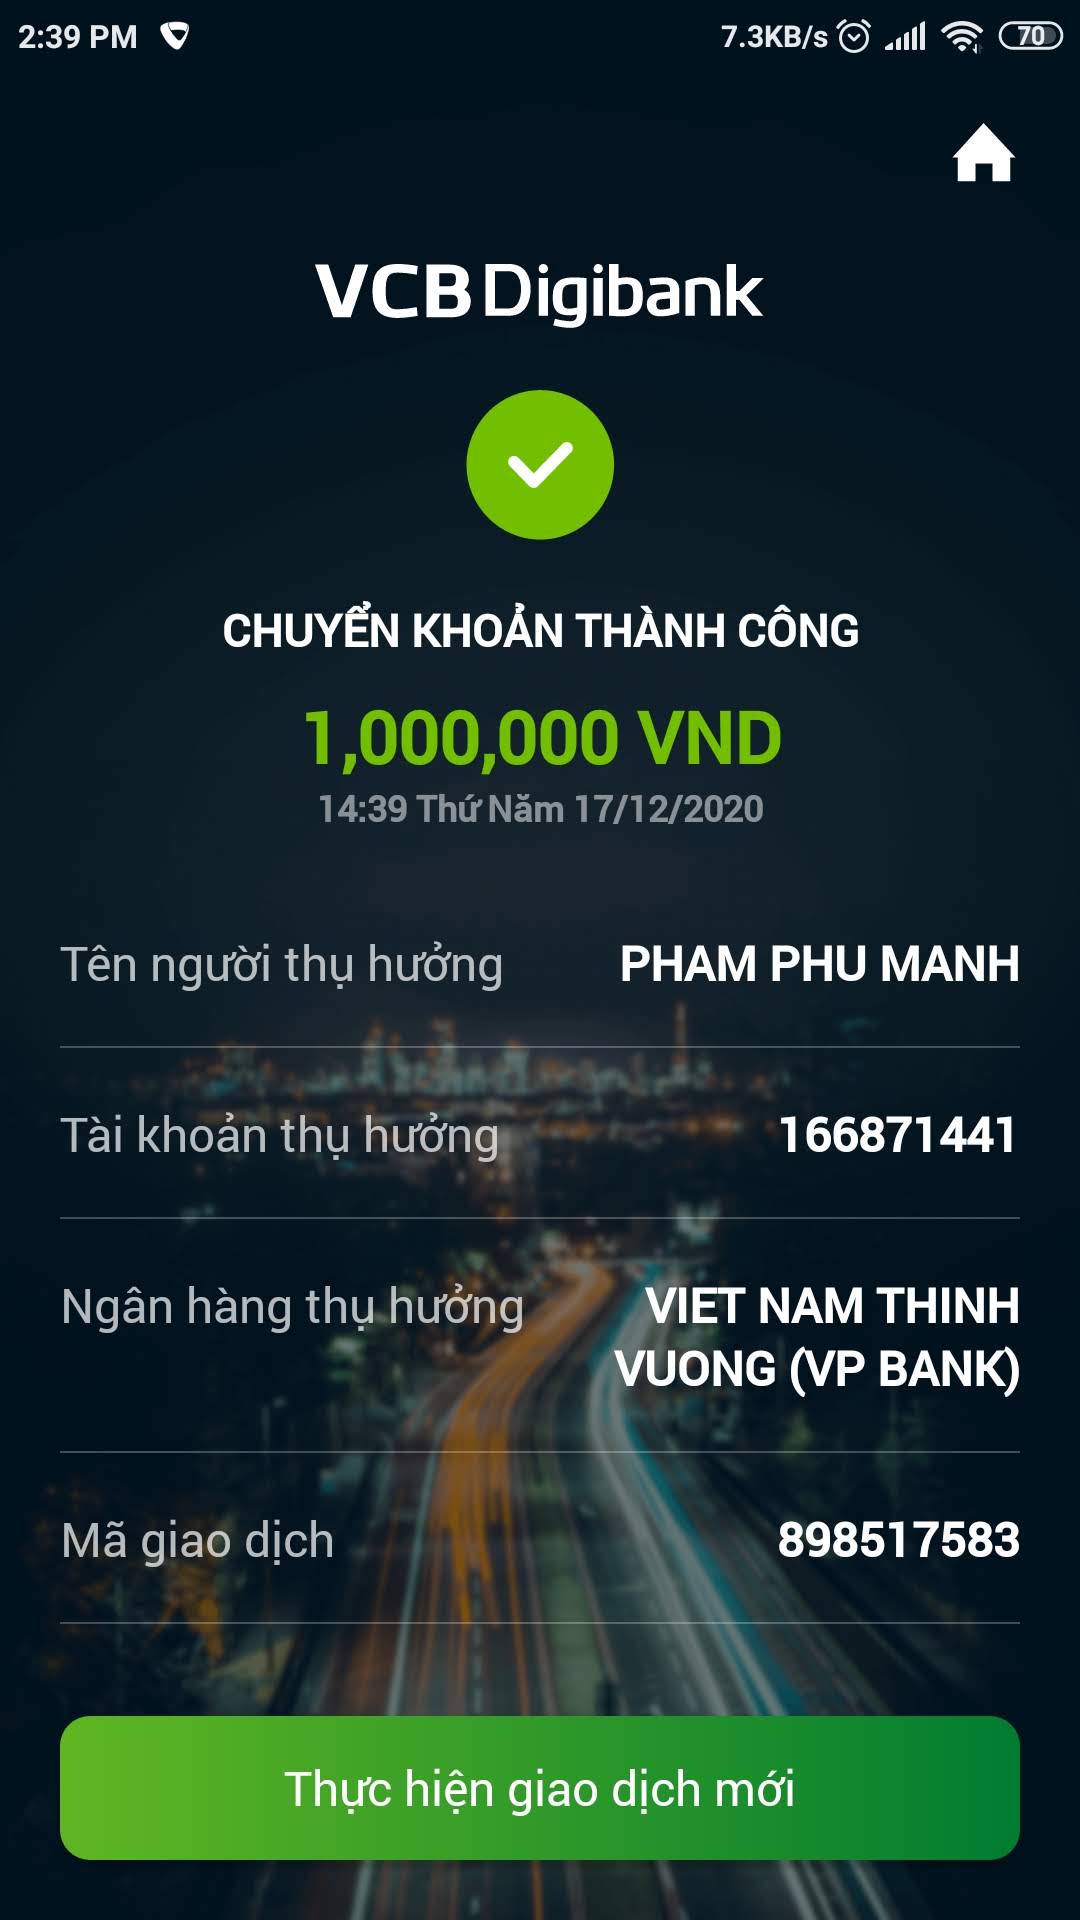 2:39 PM 7.3KB/s 70
VCB Digibank
CHUYỂN KHOẢN THÀNH CÔNG
1,000,000 VND
14:39 Thứ Năm 17/12/2020
Tên người thụ hưởng PHAM PHU MANH
Tài khoản thụ hưởng 166871441
Ngân hàng thụ hưởng VIET NAM THINH
VUONG (VP BANK)
Mã giao dịch 898517583
Thực hiện giao dịch mới